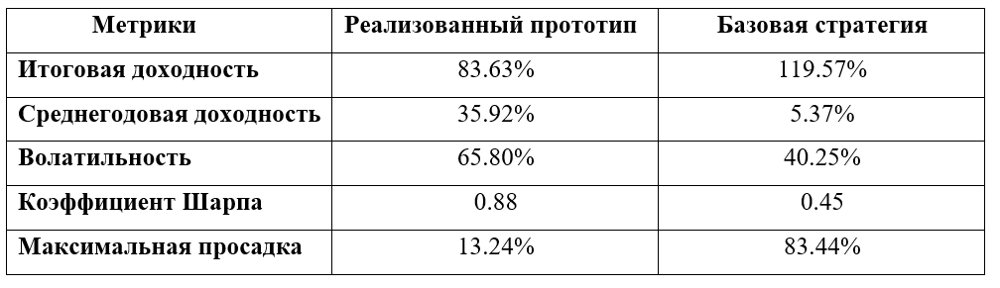 Метрики Реализованный прототип Базовая стратегия
Итоговая доходность 83.63% 119.57%
Среднегодовая доходность 35.92% 5.37%
Волатильность 65.80% 40.25%
Коэффициент Шарпа 0.88 0.45
Максимальная просадка 13.24% 83.44%